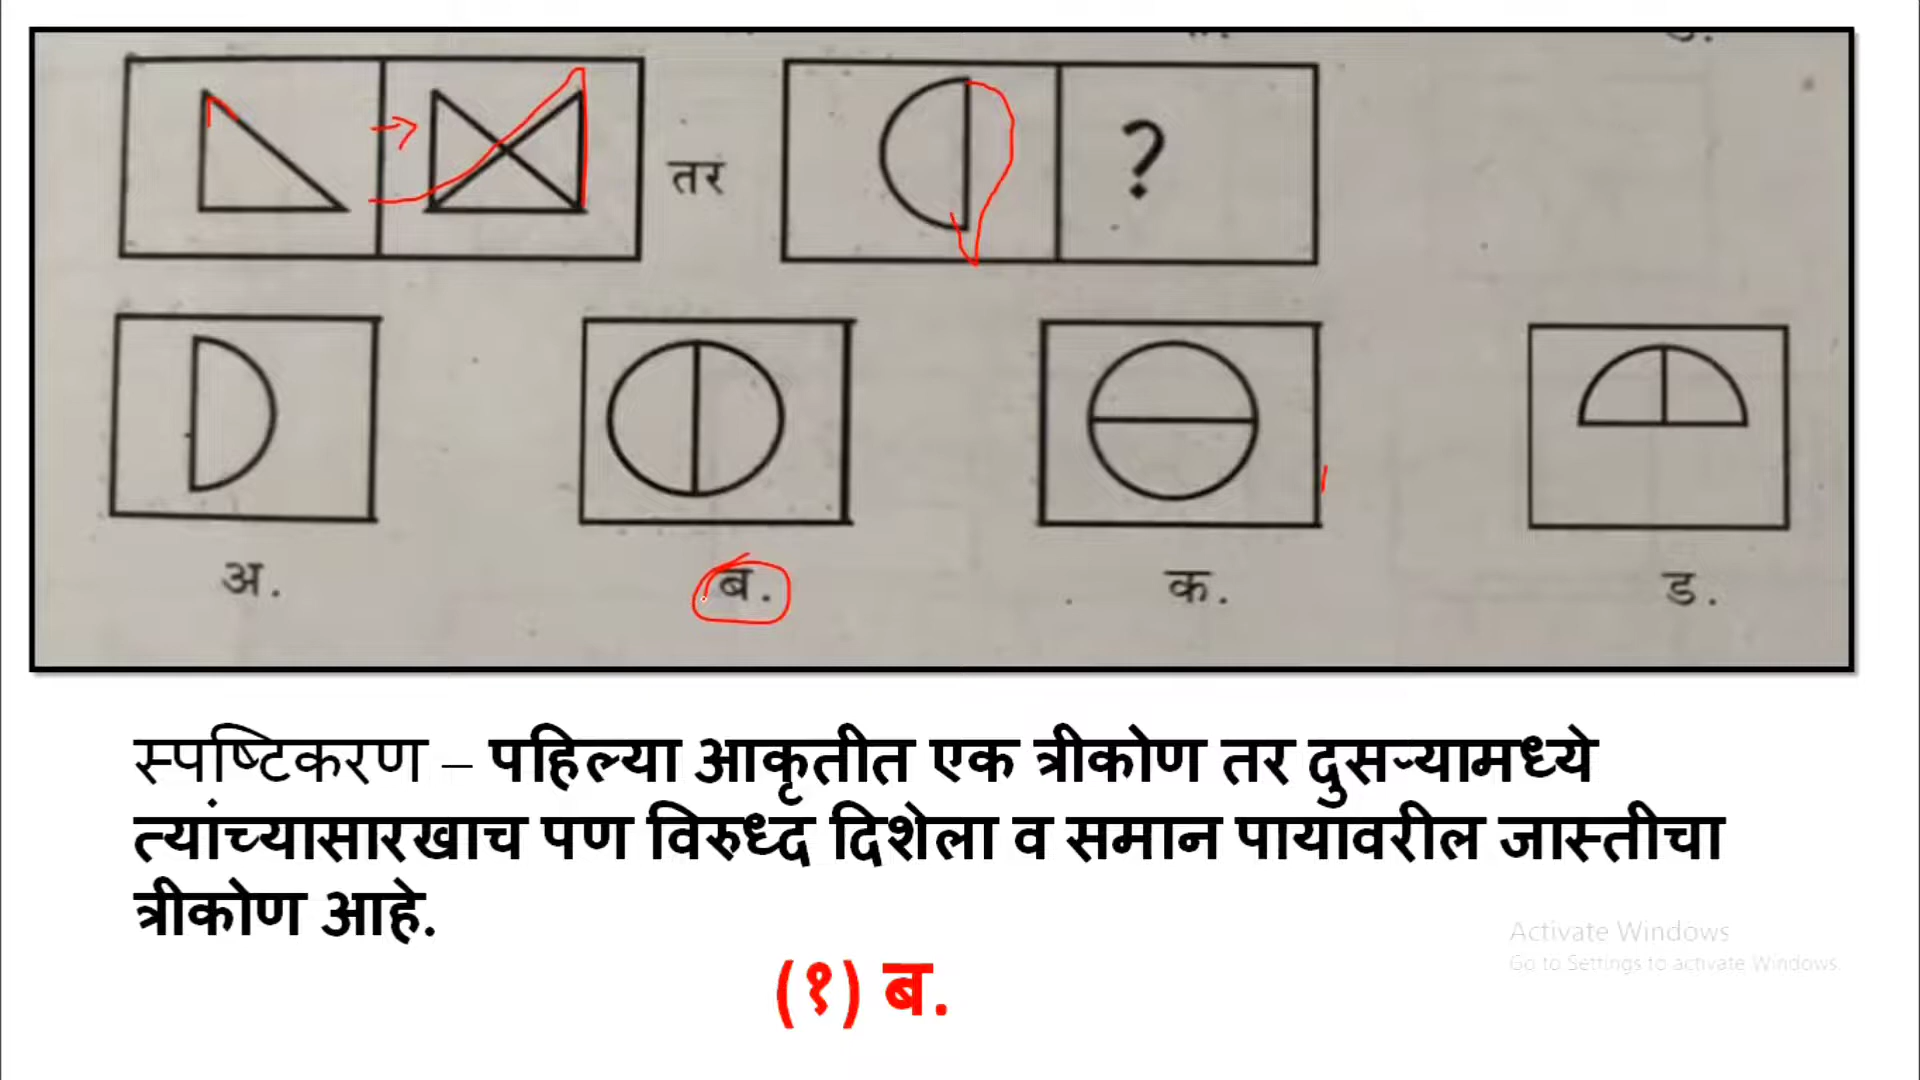 तर
?
अ. ब. क. ड.
स्पष्टिकरण – पहिल्या आकृतीत एक त्रीकोण तर दुसऱ्यामध्ये
त्यांच्यासारखाच पण विरुध्द दिशेला व समान पायावरील जास्तीचा
त्रीकोण आहे.
Activate Windows
Go to Settings to activate Windows.
(१) ब.